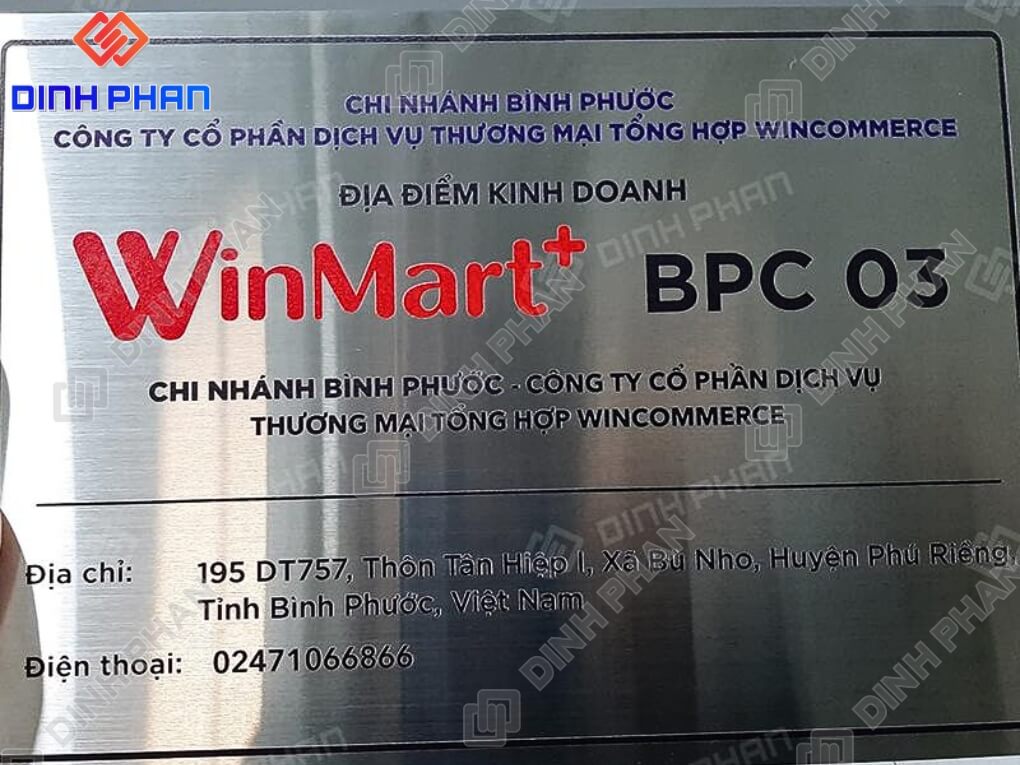 DINH PHAN
CHI NHÁNH BÌNH PHƯỚC
CÔNG TY CỔ PHẦN DỊCH VỤ THƯƠNG MẠI TỔNG HỢP WINCOMMERCE
ĐỊA ĐIỂM KINH DOANH
WinMart+ BPC 03
CHI NHÁNH BÌNH PHƯỚC - CÔNG TY CỔ PHẦN DỊCH VỤ
THƯƠNG MẠI TỔNG HỢP WINCOMMERCE
Địa chỉ: 195 DT757, Thôn Tân Hiệp I, Xã Bú Nho, Huyện Phú Riềng,
Tỉnh Bình Phước, Việt Nam
Điện thoại: 02471066866